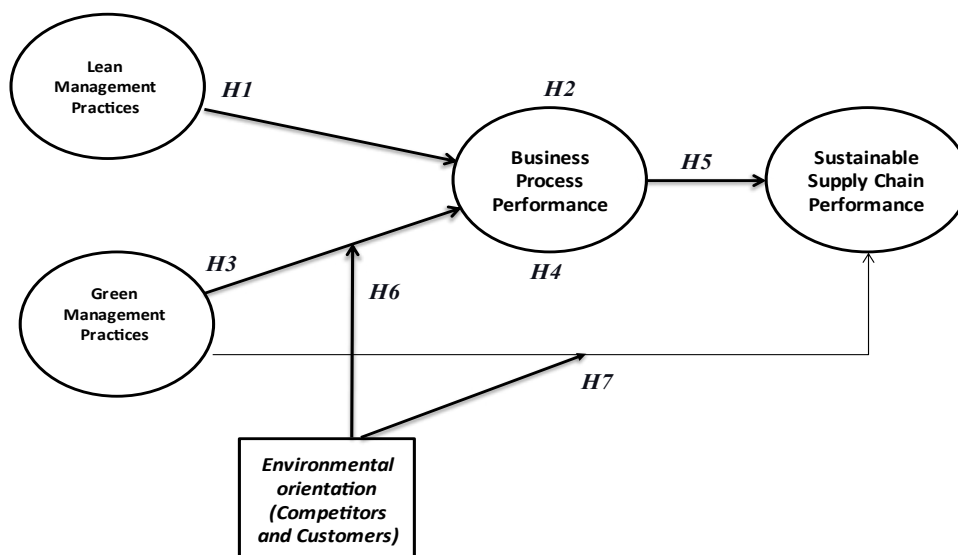 Lean
Management
Practices
H1
H2
Business
Process
Performance
H5
Sustainable
Supply Chain
Performance
H3
H4
Green
Management
Practices
H6
H7
Environmental
orientation
(Competitors
and Customers)